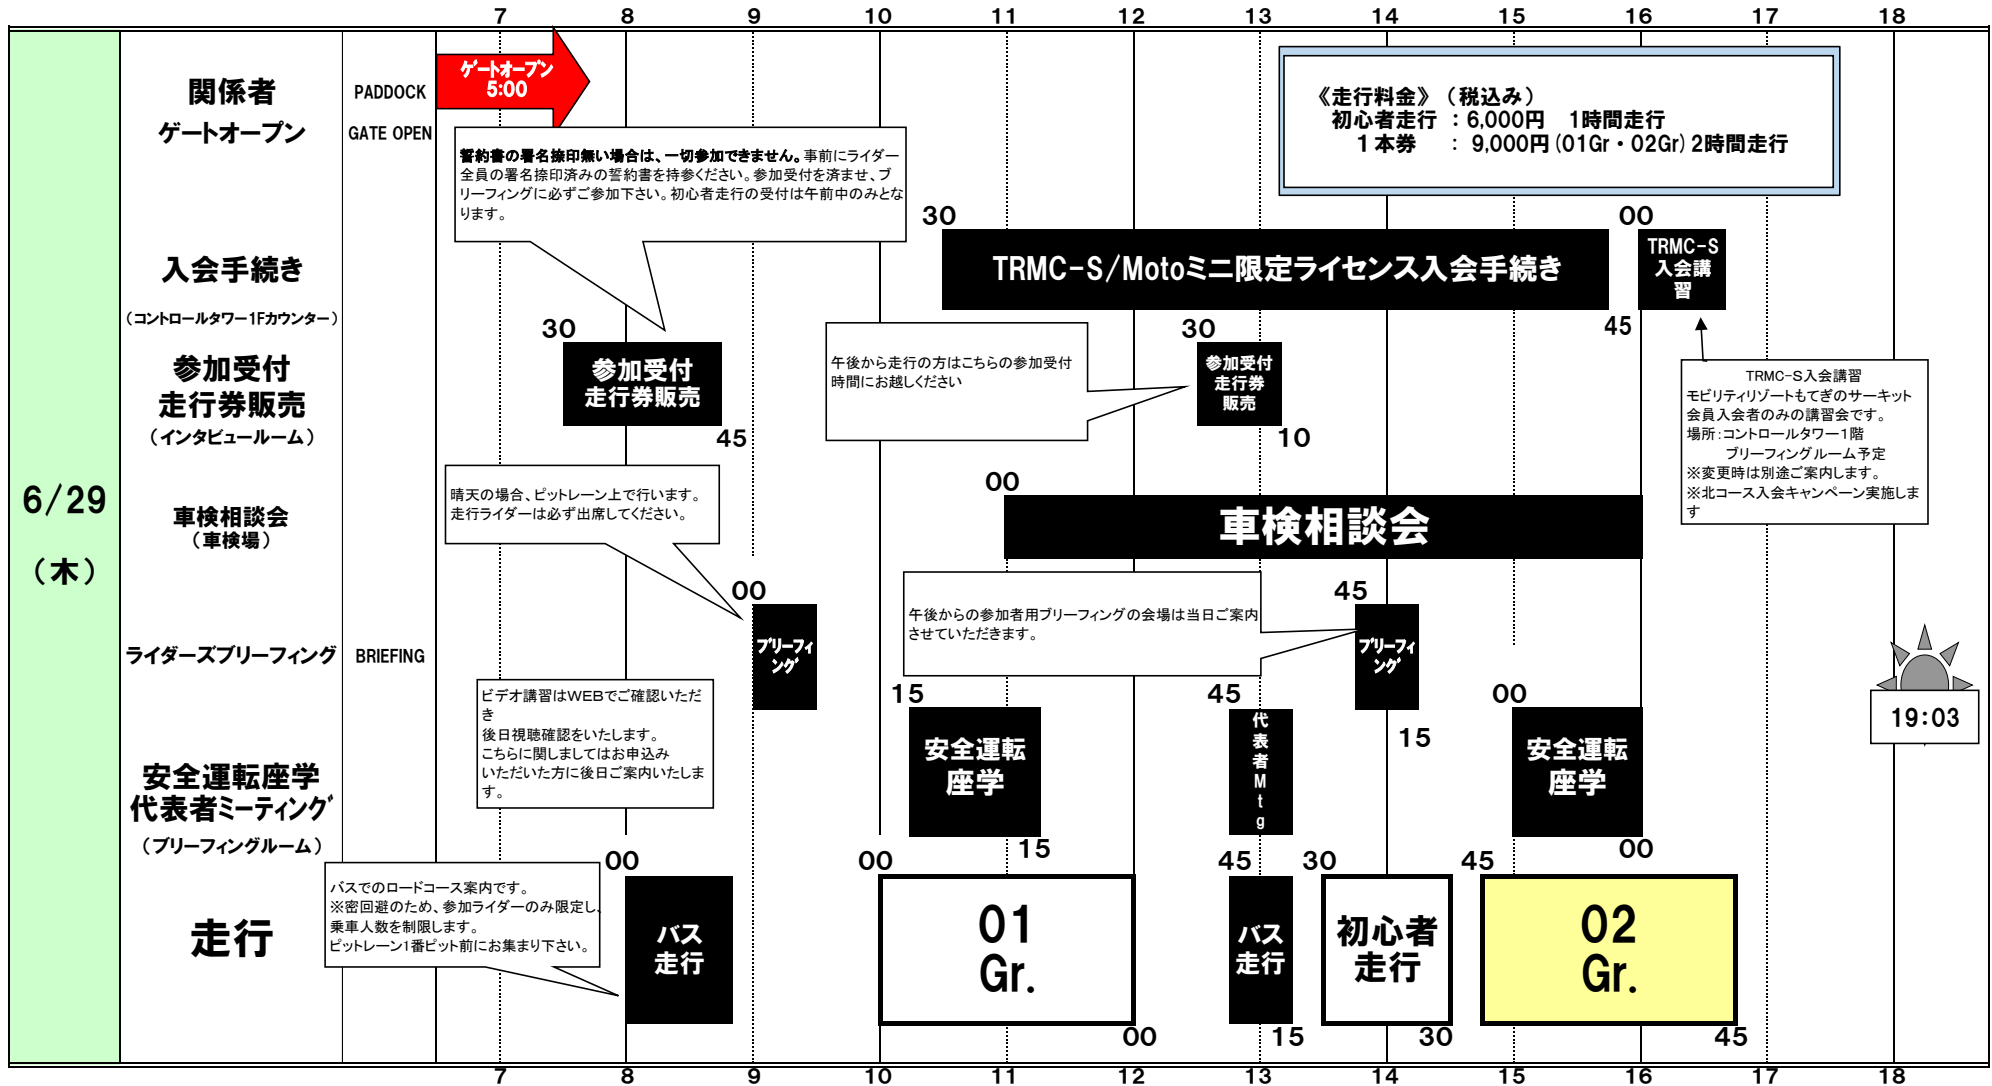 7 8 9 10 11 12 13 14 15 16 17 18
6/29
（木）
関係者
ゲートオープン
PADDOCK
GATE OPEN
ゲートオープン
5:00
《走行料金》（税込み）
初心者走行 ：6,000円 1時間走行
1本券 ： 9,000円(01Gr・02Gr)2時間走行
誓約書の署名捺印無い場合は、一切参加できません。事前にライダー
全員の署名捺印済みの誓約書を持参ください。参加受付を済ませ、ブ
リーフィングに必ずご参加下さい。初心者走行の受付は午前中のみとな
ります。
入会手続き
（コントロールタワー1Fカウンター）
30
TRMC-S/Motoミニ限定ライセンス入会手続き
45
00
TRMC-S
入会講
習
参加受付
走行券販売
（インタビュールーム）
30
参加受付
走行券販売
45
午後から走行の方はこちらの参加受付
時間にお越しください
30
参加受付
走行券
販売
10
TRMC-S入会講習
モビリティリゾートもてぎのサーキット
会員入会者のみの講習会です。
場所：コントロールタワー1階
ブリーフィングルーム予定
※変更時は別途ご案内します。
※北コース入会キャンペーン実施しま
す
車検相談会
（車検場）
晴天の場合、ピットレーン上で行います。
走行ライダーは必ず出席してください。
00
車検相談会
ライダーズブリーフィング
BRIEFING
00
ブリーフィ
ング
午後からの参加者用ブリーフィングの会場は当日ご案内
させていただきます。
45
ブリーフィ
ング
15
19:03
安全運転座学
代表者ミーティング
（ブリーフィングルーム）
ビデオ講習はWEBでご確認いただ
き
後日視聴確認をいたします。
こちらに関しましてはお申込み
いただいた方に後日ご案内いたしま
す。
15
安全運転
座学
15
45
代
表
者
M
t
g
00
安全運転
座学
00
走行
バスでのロードコース案内です。
※密回避のため、参加ライダーのみ限定し、
乗車人数を制限します。
ピットレーン1番ピット前にお集まり下さい。
00
バス
走行
00
01
Gr.
00
45
バス
走行
15
30
初心者
走行
30
45
02
Gr.
45
7 8 9 10 11 12 13 14 15 16 17 18